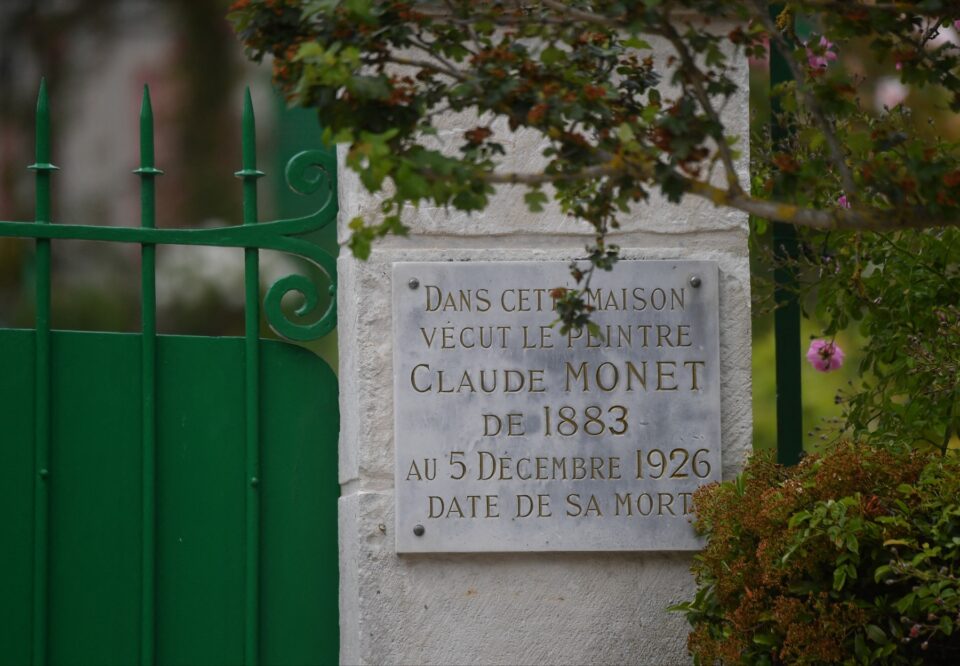 DANS CETTE MAISON
VÉCUT LE PEINTRE
CLAUDE MONET
DE 1883
AU 5 DÉCEMBRE 1926
DATE DE SA MORT